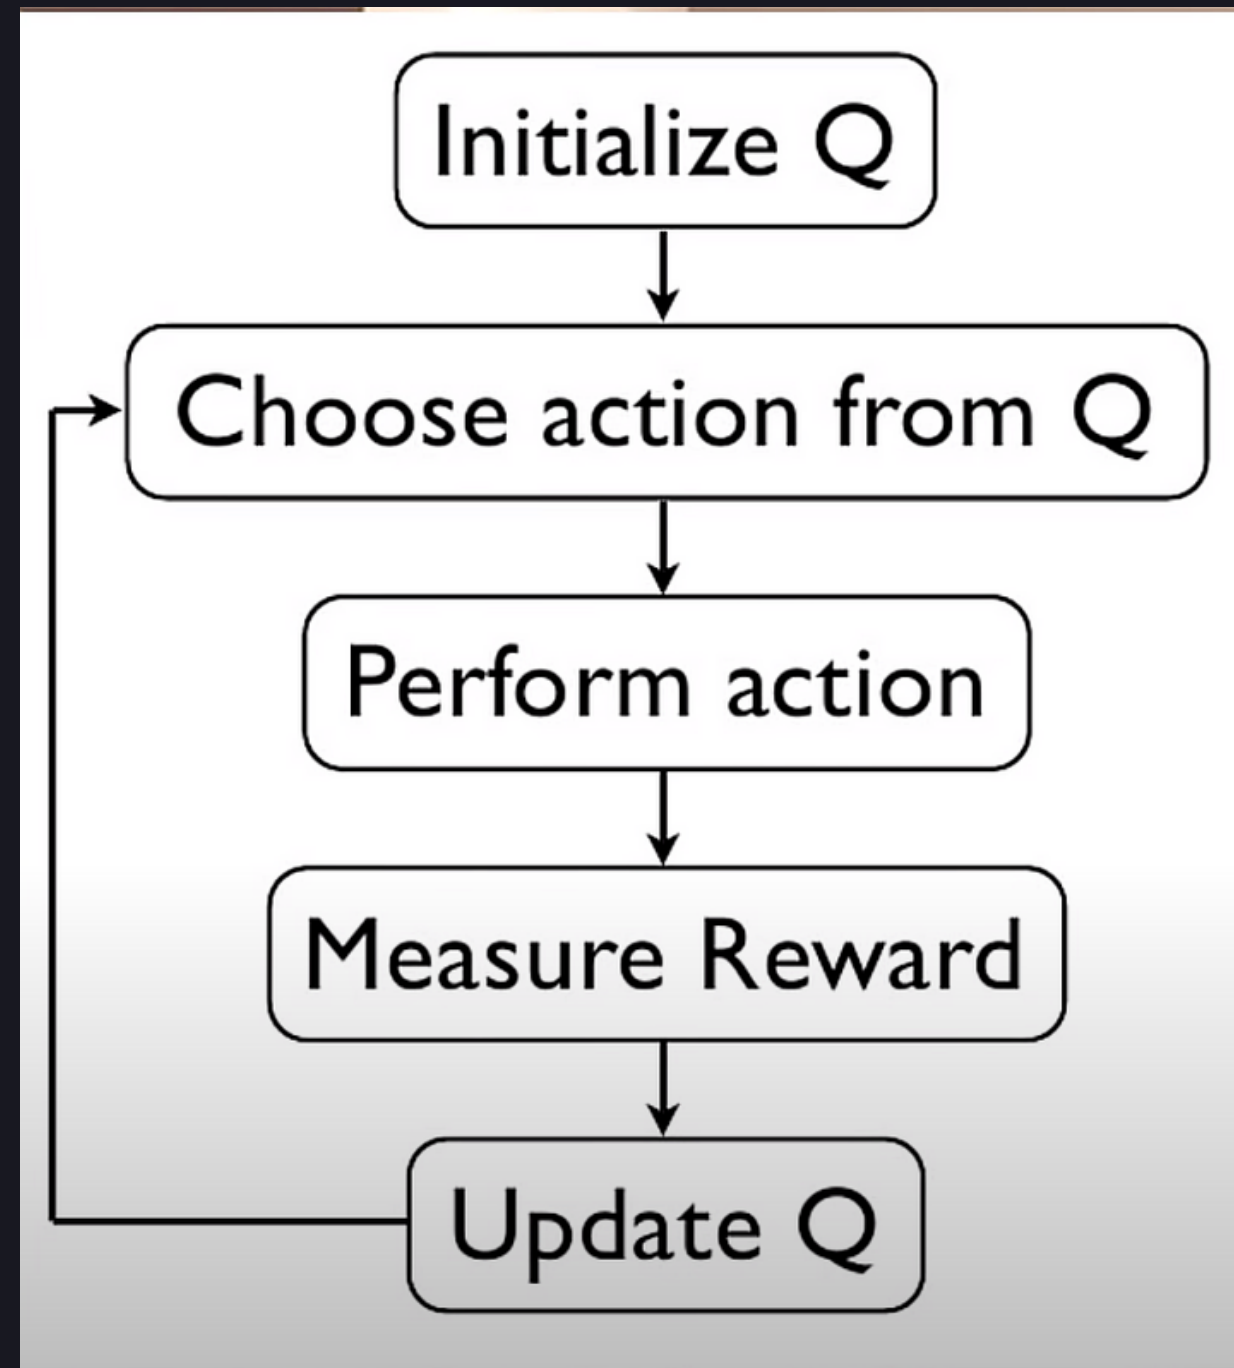 Initialize Q
Choose action from Q
Perform action
Measure Reward
Update Q